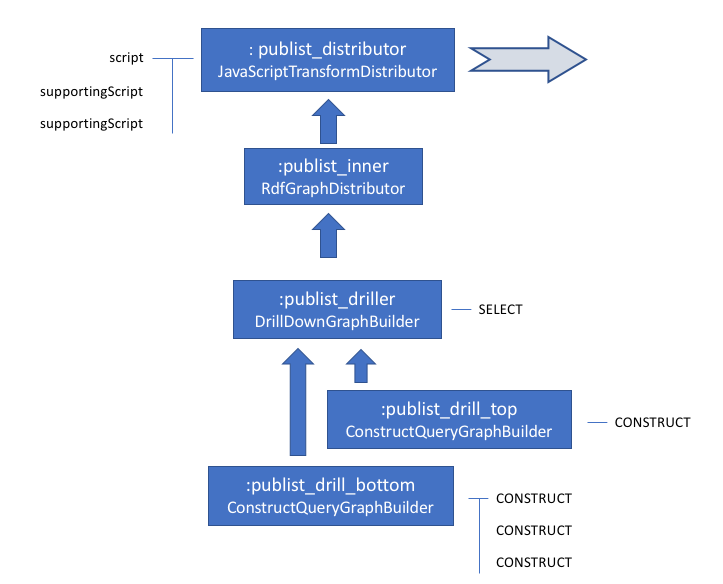 : publist_distributor
JavaScriptTransformDistributor
script
supportingScript
supportingScript
:publist_inner
RdfGraphDistributor
:publist_driller
DrillDownGraphBuilder
SELECT
:publist_drill_top
ConstructQueryGraphBuilder
CONSTRUCT
:publist_drill_bottom
ConstructQueryGraphBuilder
CONSTRUCT
CONSTRUCT
CONSTRUCT